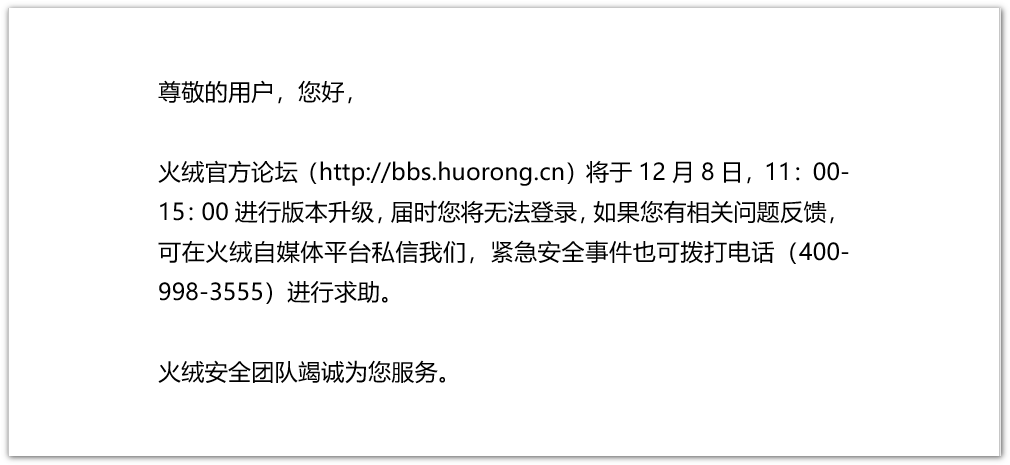 尊敬的用户，您好，
火绒官方论坛（http://bbs.huorong.cn）将于 12 月 8 日，11：00-
15：00 进行版本升级，届时您将无法登录，如果您有相关问题反馈，
可在火绒自媒体平台私信我们，紧急安全事件也可拨打电话（400-
998-3555）进行求助。
火绒安全团队竭诚为您服务。